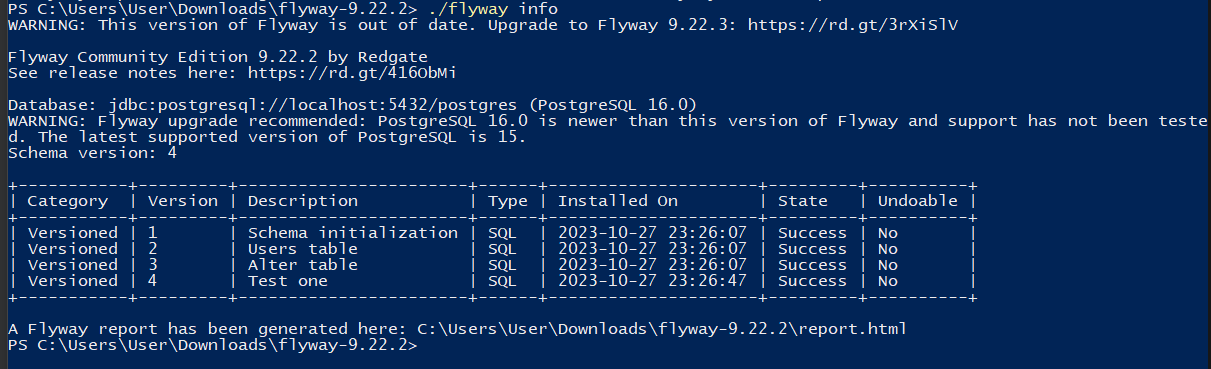 PS C:\Users\User\Downloads\flyway-9.22.2> ./flyway info
WARNING: This version of Flyway is out of date. Upgrade to Flyway 9.22.3: https://rd.gt/3rXiSlV
Flyway Community Edition 9.22.2 by Redgate
See release notes here: https://rd.gt/416ObMi
Database: jdbc:postgresql://localhost:5432/postgres (PostgreSQL 16.0)
WARNING: Flyway upgrade recommended: PostgreSQL 16.0 is newer than this version of Flyway and support has not been teste
d. The latest supported version of PostgreSQL is 15.
Schema version: 4
+-----------+---------+-----------------------+------+---------------------+---------+----------+
| Category  | Version | Description           | Type | Installed On        | State   | Undoable |
+-----------+---------+-----------------------+------+---------------------+---------+----------+
| Versioned | 1       | Schema initialization | SQL  | 2023-10-27 23:26:07 | Success | No       |
| Versioned | 2       | Users table           | SQL  | 2023-10-27 23:26:07 | Success | No       |
| Versioned | 3       | Alter table           | SQL  | 2023-10-27 23:26:07 | Success | No       |
| Versioned | 4       | Test one              | SQL  | 2023-10-27 23:26:47 | Success | No       |
+-----------+---------+-----------------------+------+---------------------+---------+----------+
A Flyway report has been generated here: C:\Users\User\Downloads\flyway-9.22.2\report.html
PS C:\Users\User\Downloads\flyway-9.22.2>